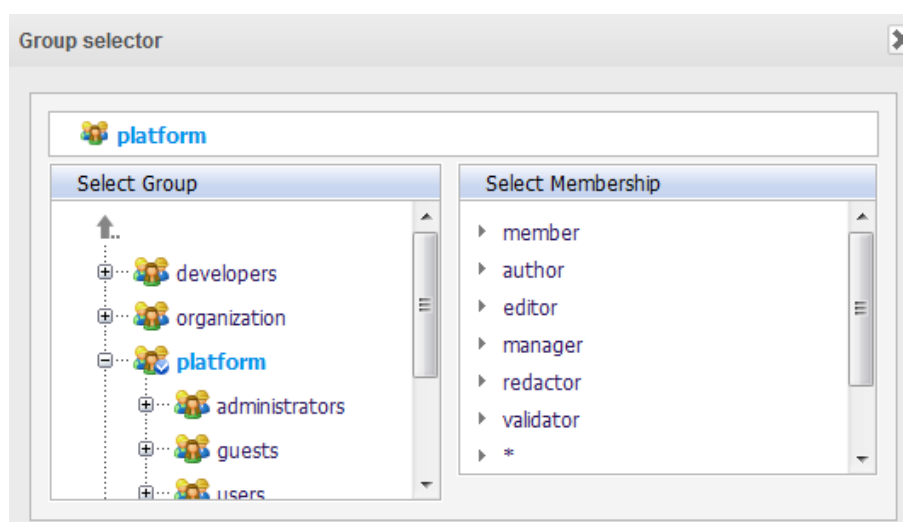 Group selector
platform
Select Group
..
developers
organization
platform
administrators
guests
users
Select Membership
member
author
editor
manager
redactor
validator
*